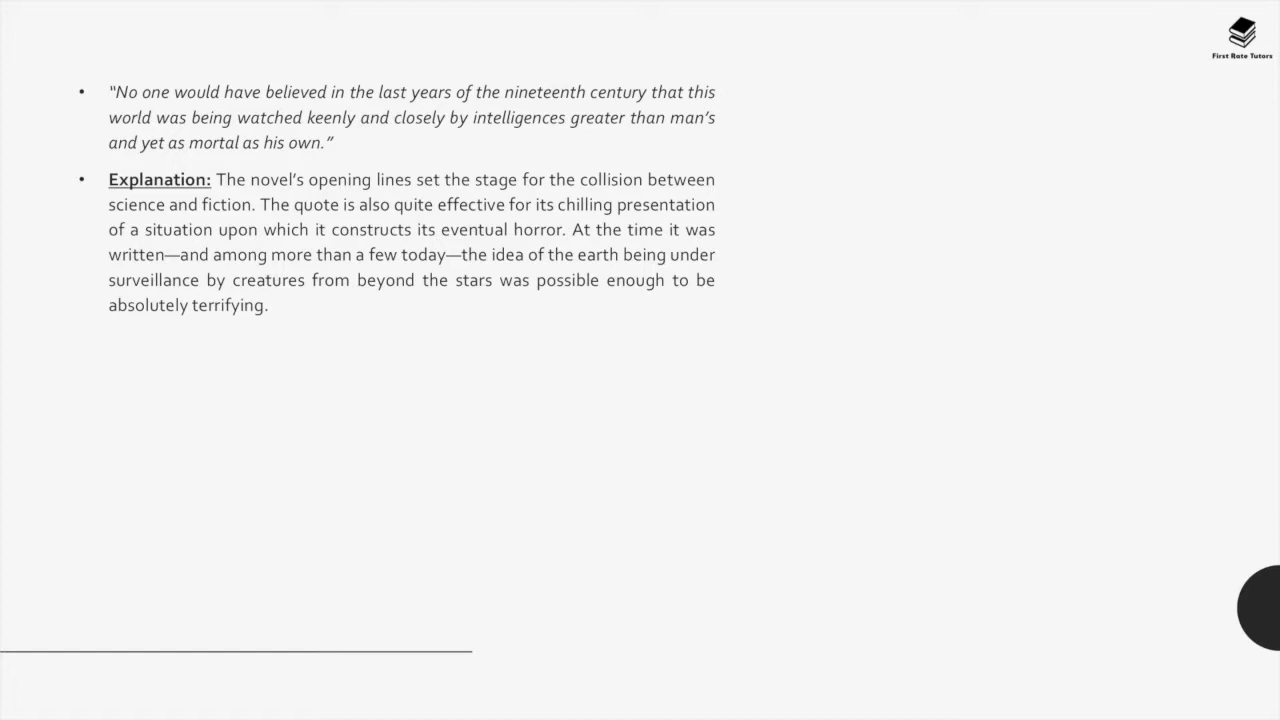 First Rate Tutors
• "No one would have believed in the last years of the nineteenth century that this
world was being watched keenly and closely by intelligences greater than man's
and yet as mortal as his own."
• Explanation: The novel's opening lines set the stage for the collision between
science and fiction. The quote is also quite effective for its chilling presentation
of a situation upon which it constructs its eventual horror. At the time it was
written—and among more than a few today—the idea of the earth being under
surveillance by creatures from beyond the stars was possible enough to be
absolutely terrifying.